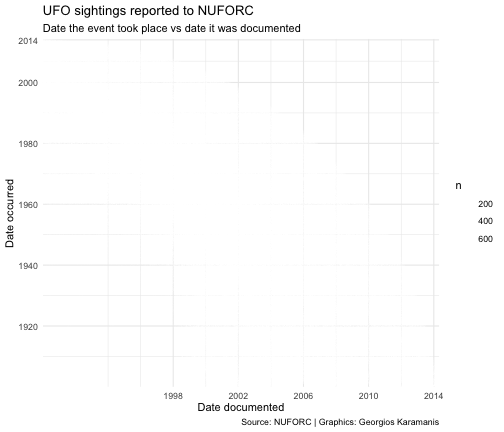 UFO sightings reported to NUFORC
Date the event took place vs date it was documented
2014
2000
1980
1960
1940
1920
Date occurred
1998
2002
2006
2010
2014
Date documented
n
200
400
600
Source: NUFORC | Graphics: Georgios Karamanis